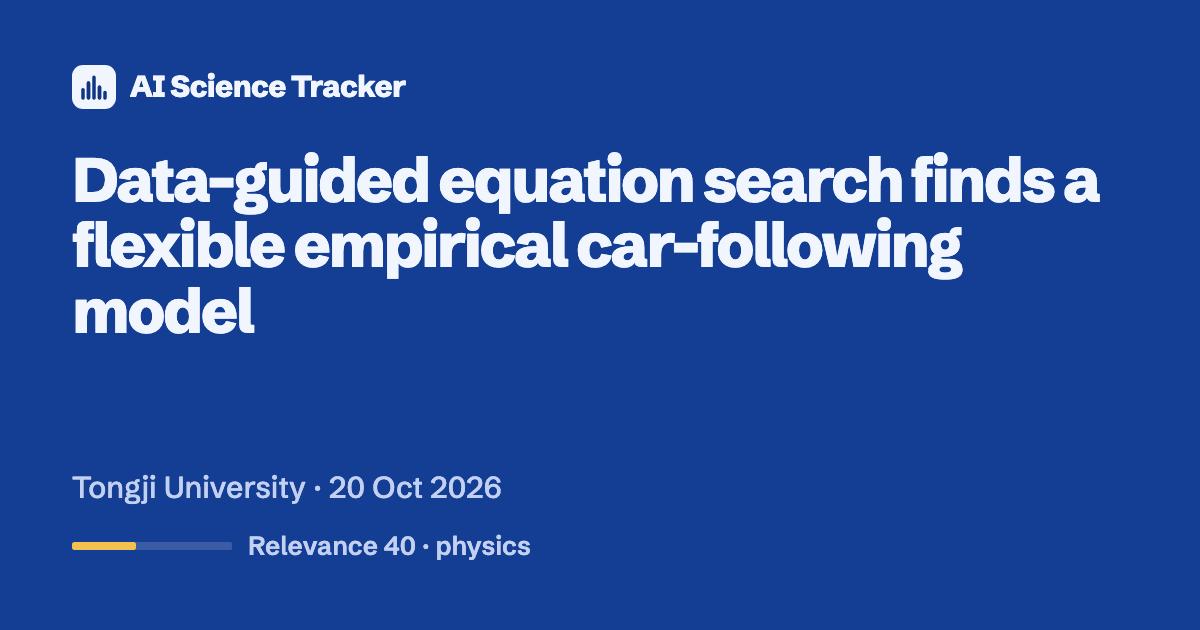 AI Science Tracker
Data-guided equation search finds a
flexible empirical car-following
model
Tongji University · 20 Oct 2026
Relevance 40 · physics